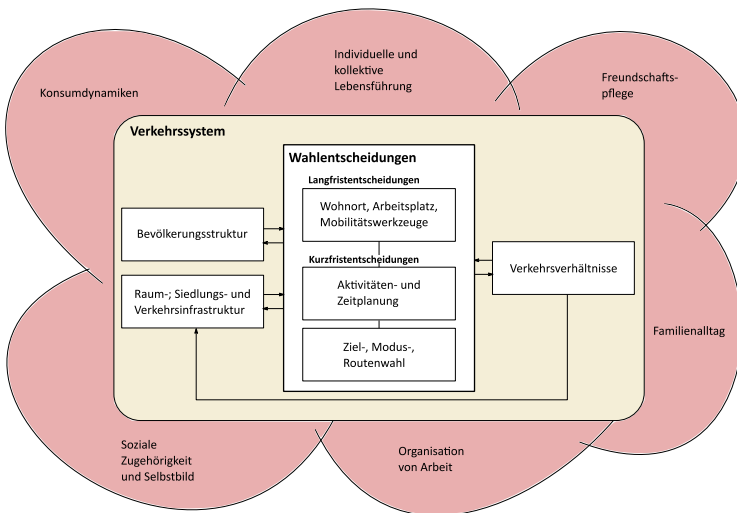 Individuelle und
kollektive
Lebensführung
Konsumdynamiken
Freundschafts-
pflege
Verkehrssystem
Wahlentscheidungen
Langfristentscheidungen
Wohnort, Arbeitsplatz,
Mobilitätswerkzeuge
Bevölkerungsstruktur
Kurzfristentscheidungen
Aktivitäten- und
Zeitplanung
Verkehrsverhältnisse
Raum-; Siedlungs- und
Verkehrsinfrastruktur
Ziel-, Modus-,
Routenwahl
Familienalltag
Soziale
Zugehörigkeit
und Selbstbild
Organisation
von Arbeit